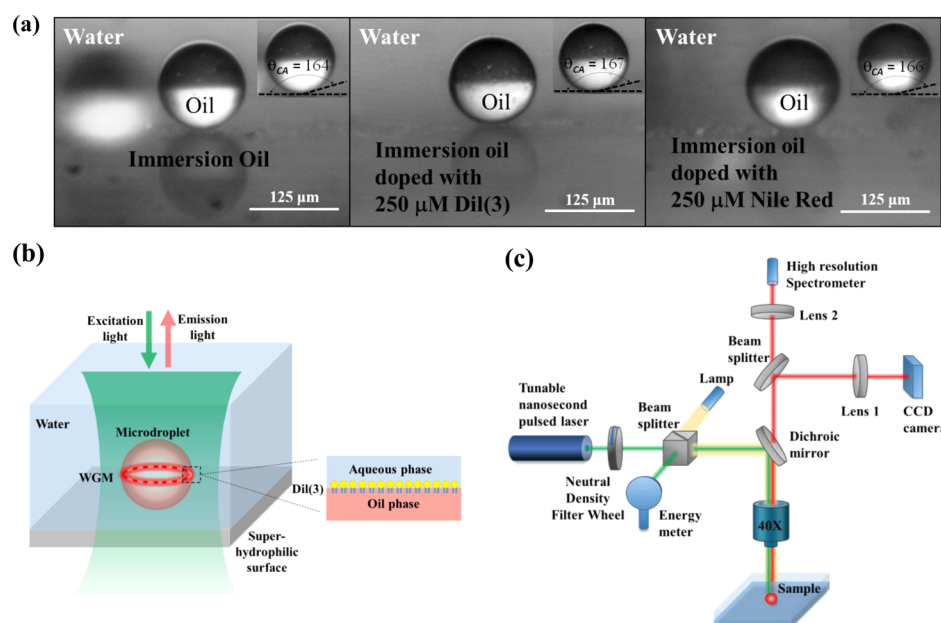 (a)
Water
θCA = 164
Oil
Immersion Oil
125 µm
Water
θCA = 167
Oil
Immersion oil
doped with
250 µM Dil(3)
125 µm
Water
θCA = 166
Oil
Immersion oil
doped with
250 µM Nile Red
125 µm
(b)
Excitation
light
Emission
light
Water
Microdroplet
WGM
Dil(3)
Aqueous phase
Oil phase
Super-
hydrophilic
surface
(c)
High resolution
Spectrometer
Lens 2
Beam
splitter
Lamp
Lens 1
CCD
camera
Tunable
nanosecond
pulsed laser
Beam
splitter
Dichroic
mirror
Neutral
Density
Filter Wheel
Energy
meter
40X
Sample